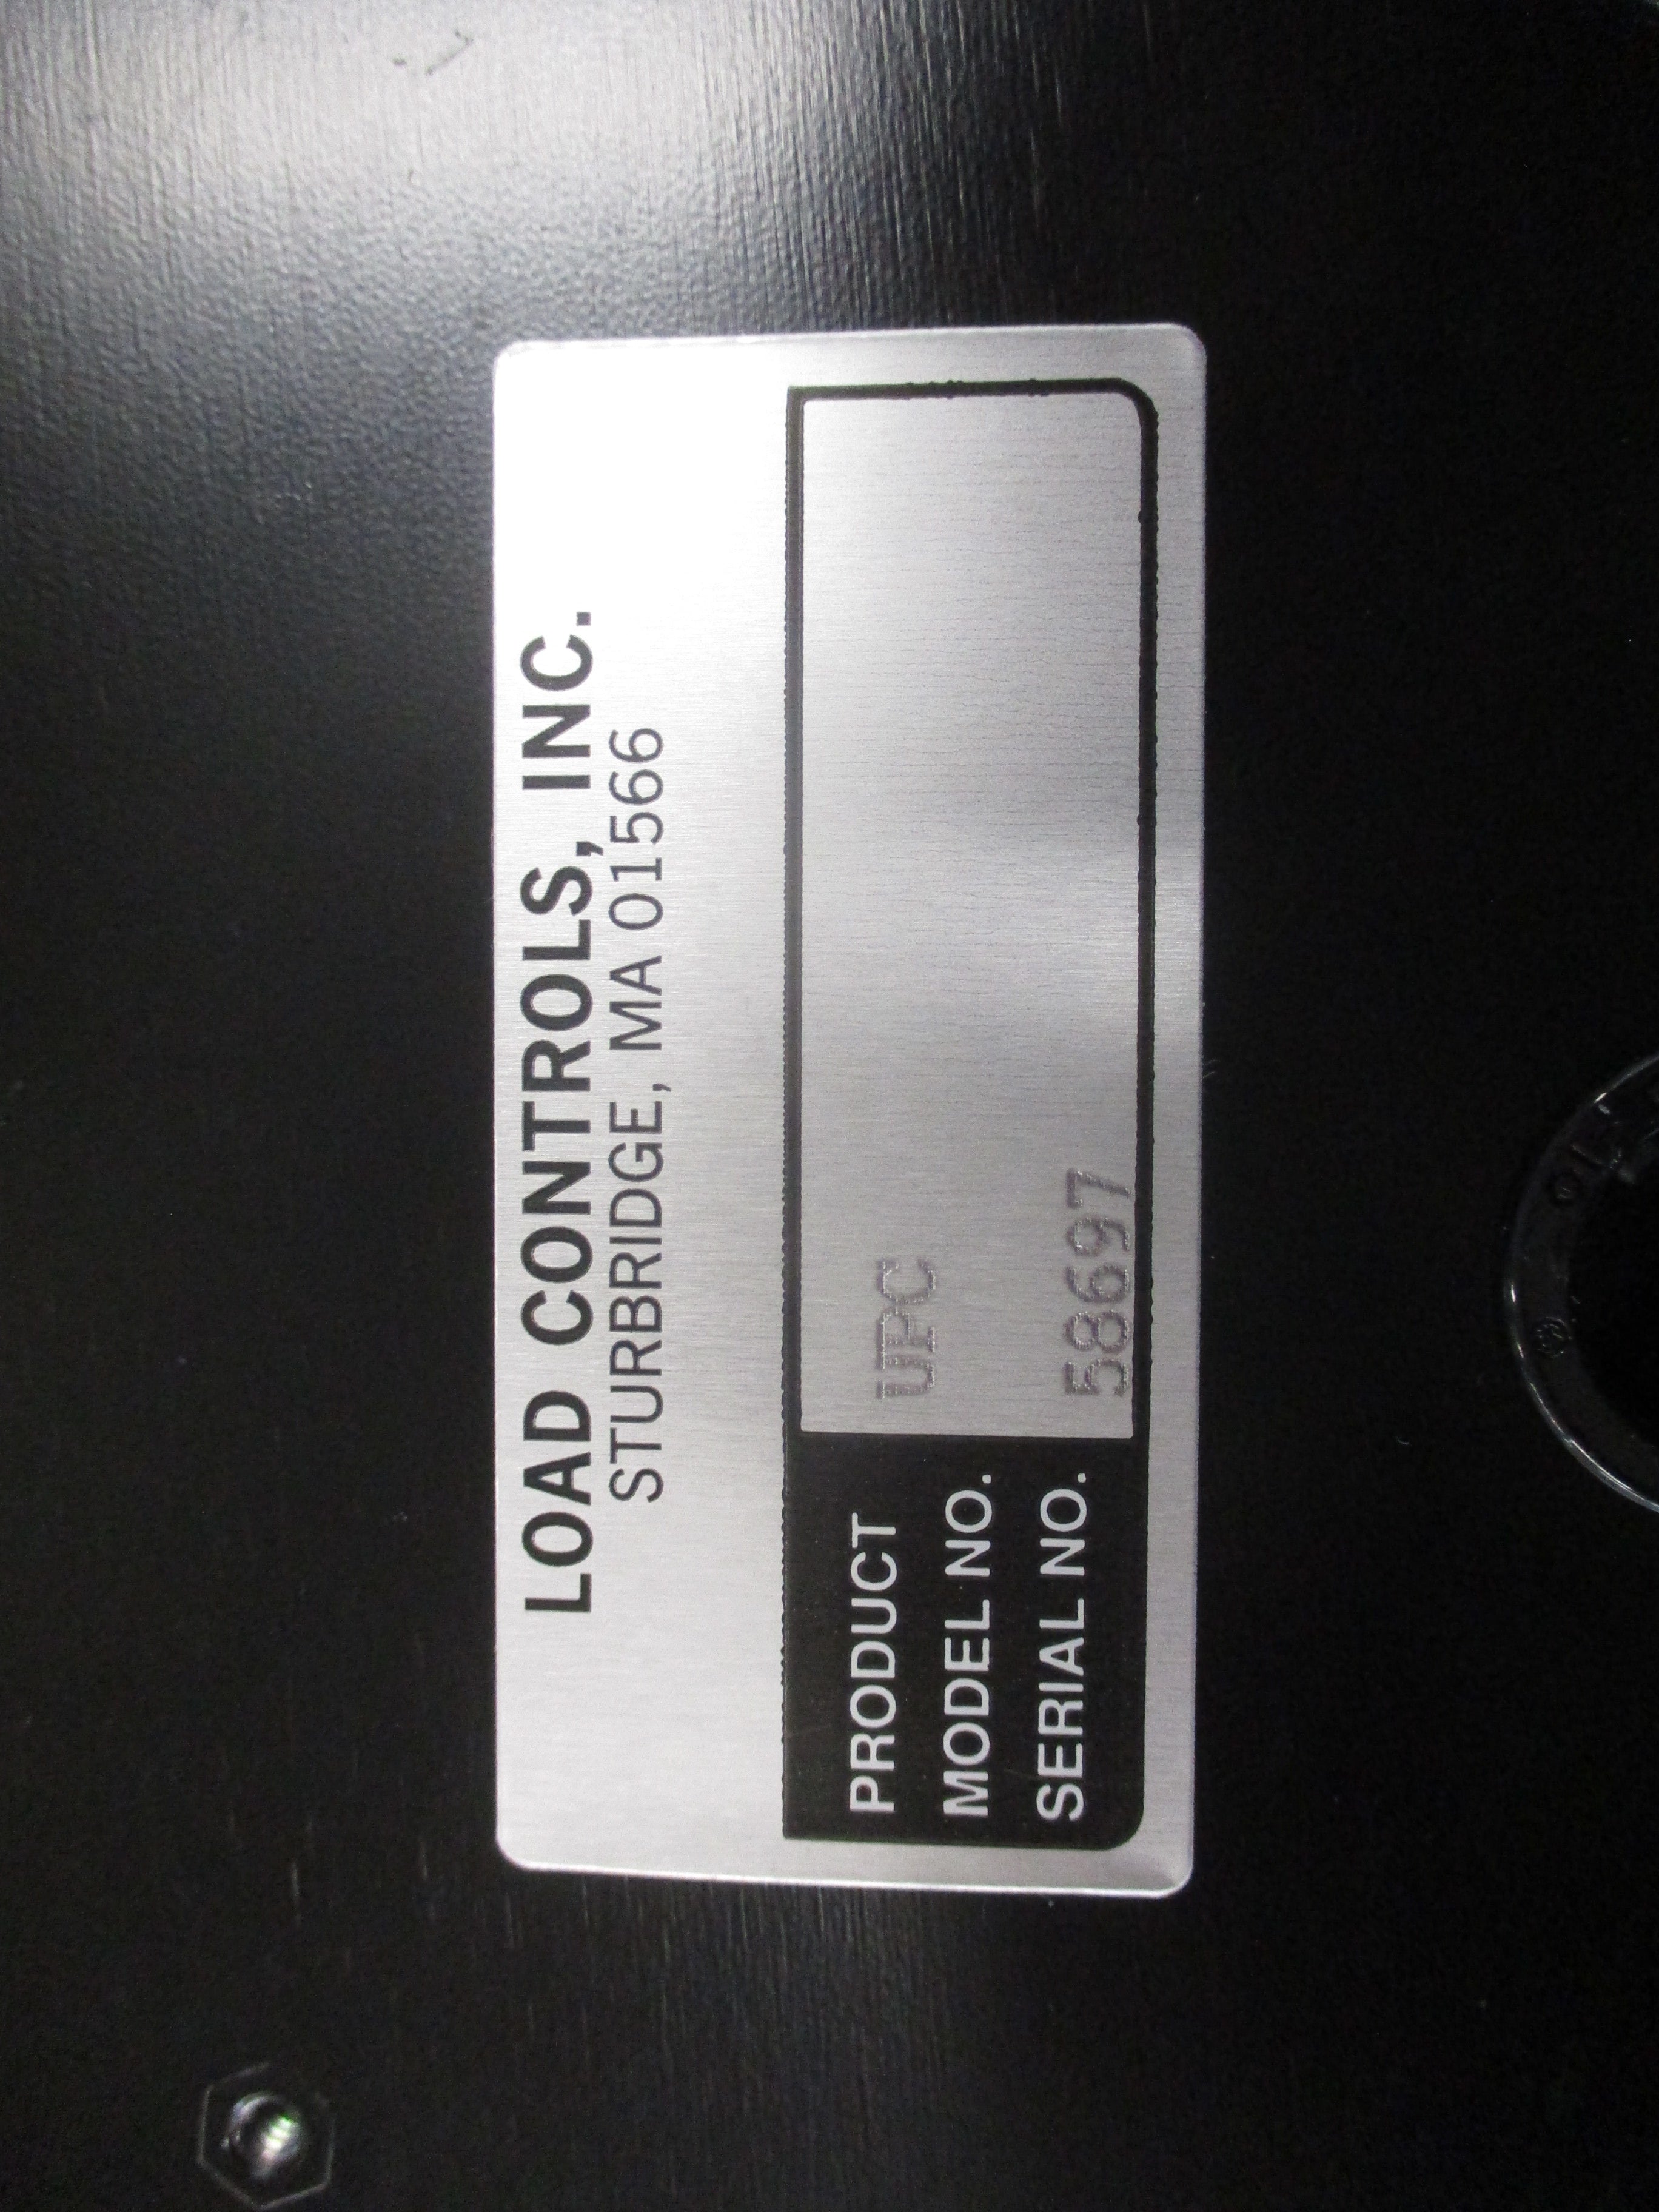 LOAD CONTROLS, INC.
STURBRIDGE, MA 01566
PRODUCT UPC
MODEL NO.
SERIAL NO. 58697